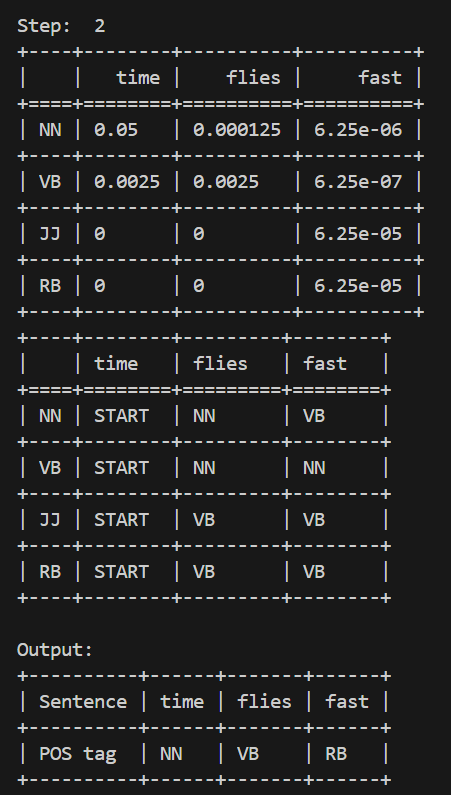 Step:  2
+----+--------+----------+----------+
|    |   time |    flies |     fast |
+====+========+==========+==========+
| NN | 0.05   | 0.000125 | 6.25e-06 |
+----+--------+----------+----------+
| VB | 0.0025 | 0.0025   | 6.25e-07 |
+----+--------+----------+----------+
| JJ | 0      | 0        | 6.25e-05 |
+----+--------+----------+----------+
| RB | 0      | 0        | 6.25e-05 |
+----+--------+----------+----------+
+----+--------+---------+--------+
|    | time   | flies   | fast   |
+====+========+=========+========+
| NN | START  | NN      | VB     |
+----+--------+---------+--------+
| VB | START  | NN      | NN     |
+----+--------+---------+--------+
| JJ | START  | VB      | VB     |
+----+--------+---------+--------+
| RB | START  | VB      | VB     |
+----+--------+---------+--------+
Output:
+----------+------+-------+------+
| Sentence | time | flies | fast |
+----------+------+-------+------+
| POS tag  | NN   | VB    | RB   |
+----------+------+-------+------+